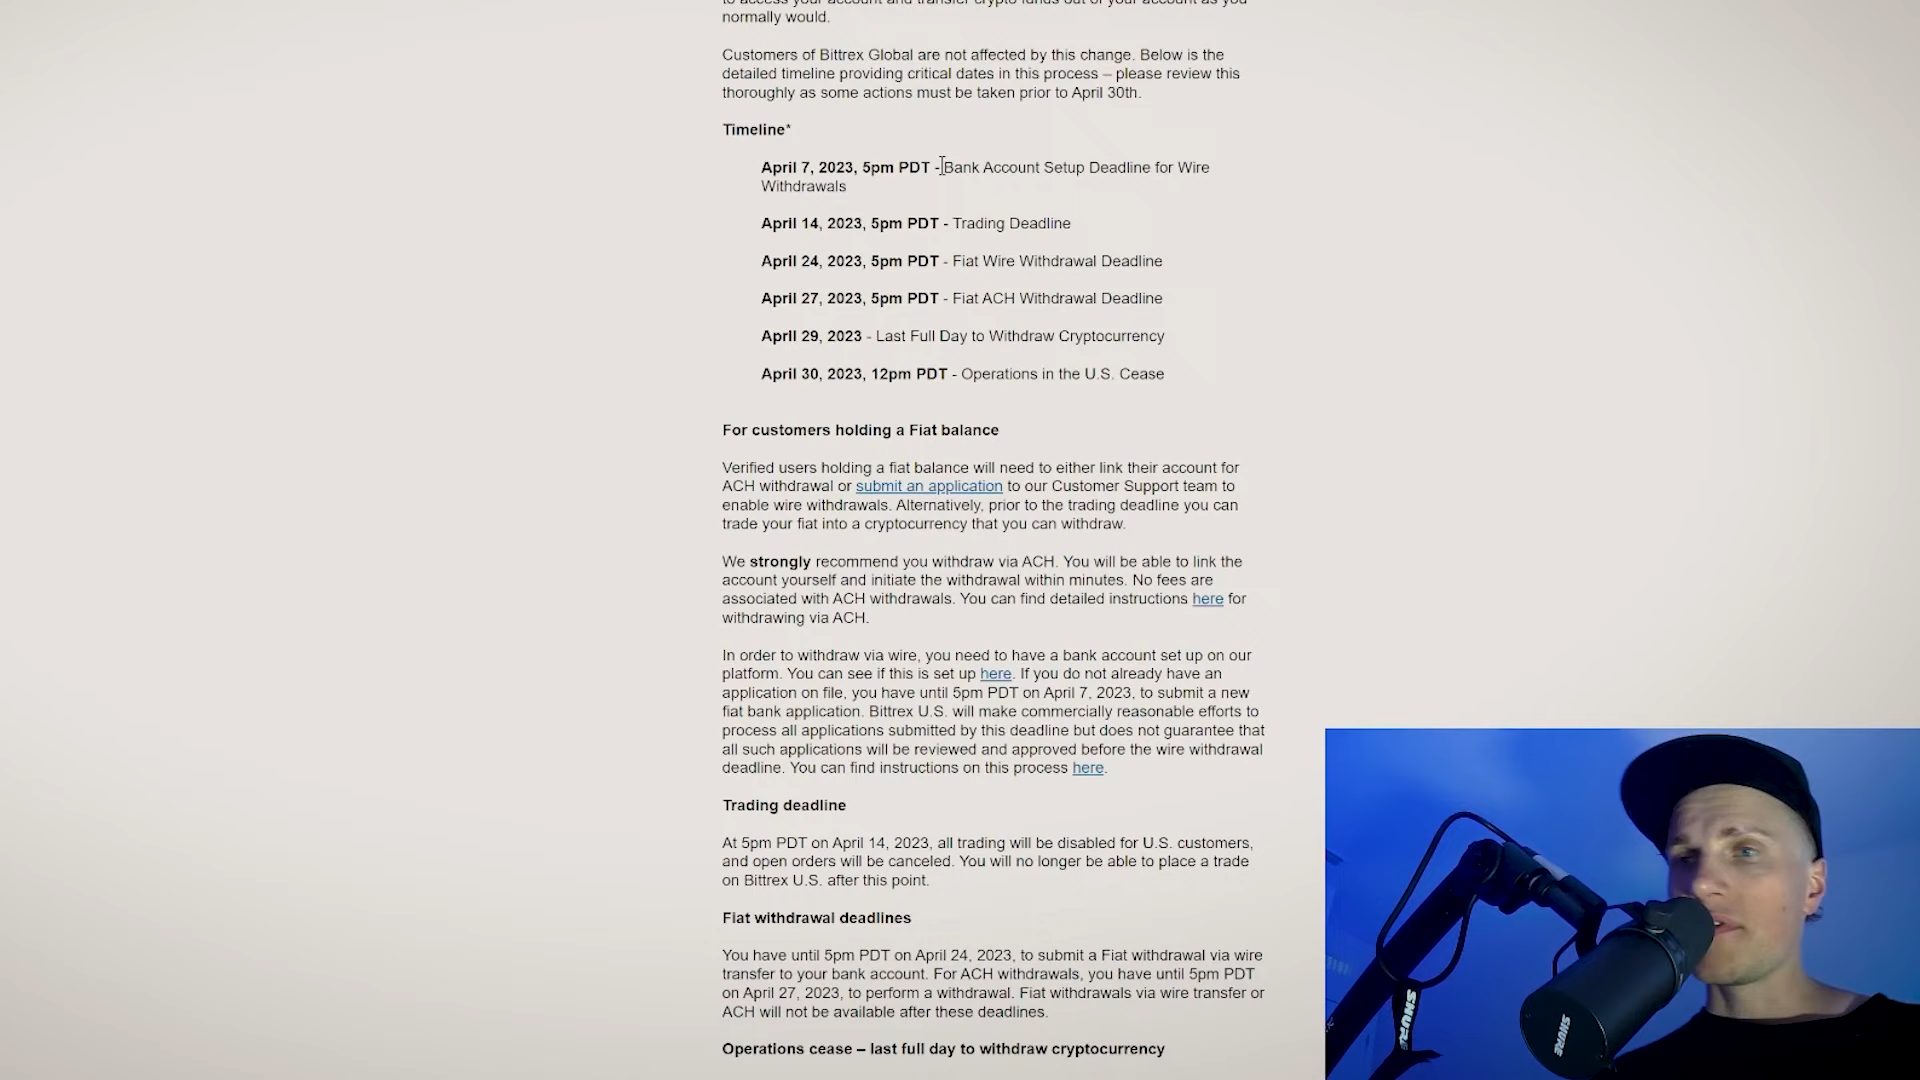 to access your account and transfer crypto funds out of your account as you
normally would.
Customers of Bittrex Global are not affected by this change. Below is the
detailed timeline providing critical dates in this process – please review this
thoroughly as some actions must be taken prior to April 30th.
Timeline*
April 7, 2023, 5pm PDT - Bank Account Setup Deadline for Wire
Withdrawals
April 14, 2023, 5pm PDT - Trading Deadline
April 24, 2023, 5pm PDT - Fiat Wire Withdrawal Deadline
April 27, 2023, 5pm PDT - Fiat ACH Withdrawal Deadline
April 29, 2023 - Last Full Day to Withdraw Cryptocurrency
April 30, 2023, 12pm PDT - Operations in the U.S. Cease
For customers holding a Fiat balance
Verified users holding a fiat balance will need to either link their account for
ACH withdrawal or submit an application to our Customer Support team to
enable wire withdrawals. Alternatively, prior to the trading deadline you can
trade your fiat into a cryptocurrency that you can withdraw.
We strongly recommend you withdraw via ACH. You will be able to link the
account yourself and initiate the withdrawal within minutes. No fees are
associated with ACH withdrawals. You can find detailed instructions here for
withdrawing via ACH.
In order to withdraw via wire, you need to have a bank account set up on our
platform. You can see if this is set up here. If you do not already have an
application on file, you have until 5pm PDT on April 7, 2023, to submit a new
fiat bank application. Bittrex U.S. will make commercially reasonable efforts to
process all applications submitted by this deadline but does not guarantee that
all such applications will be reviewed and approved before the wire withdrawal
deadline. You can find instructions on this process here.
Trading deadline
At 5pm PDT on April 14, 2023, all trading will be disabled for U.S. customers,
and open orders will be canceled. You will no longer be able to place a trade
on Bittrex U.S. after this point.
Fiat withdrawal deadlines
You have until 5pm PDT on April 24, 2023, to submit a Fiat withdrawal via wire
transfer to your bank account. For ACH withdrawals, you have until 5pm PDT
on April 27, 2023, to perform a withdrawal. Fiat withdrawals via wire transfer or
ACH will not be available after these deadlines.
Operations cease – last full day to withdraw cryptocurrency
SHURE
SHURE